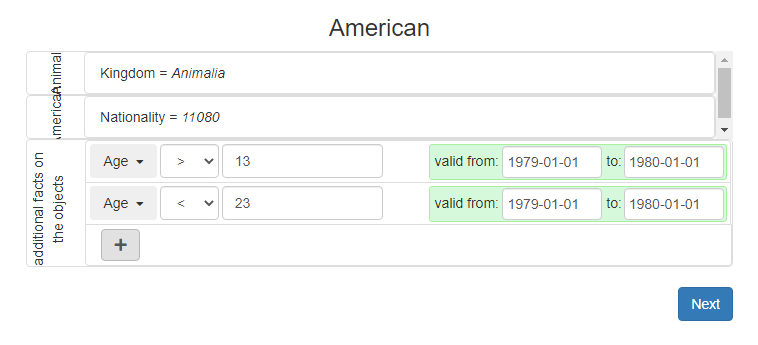 American
Animal
Kingdom = Animalia
America
Nationality = 11080
additional facts on
the objects
Age > 13 valid from: 1979-01-01 to: 1980-01-01
Age < 23 valid from: 1979-01-01 to: 1980-01-01
+
Next